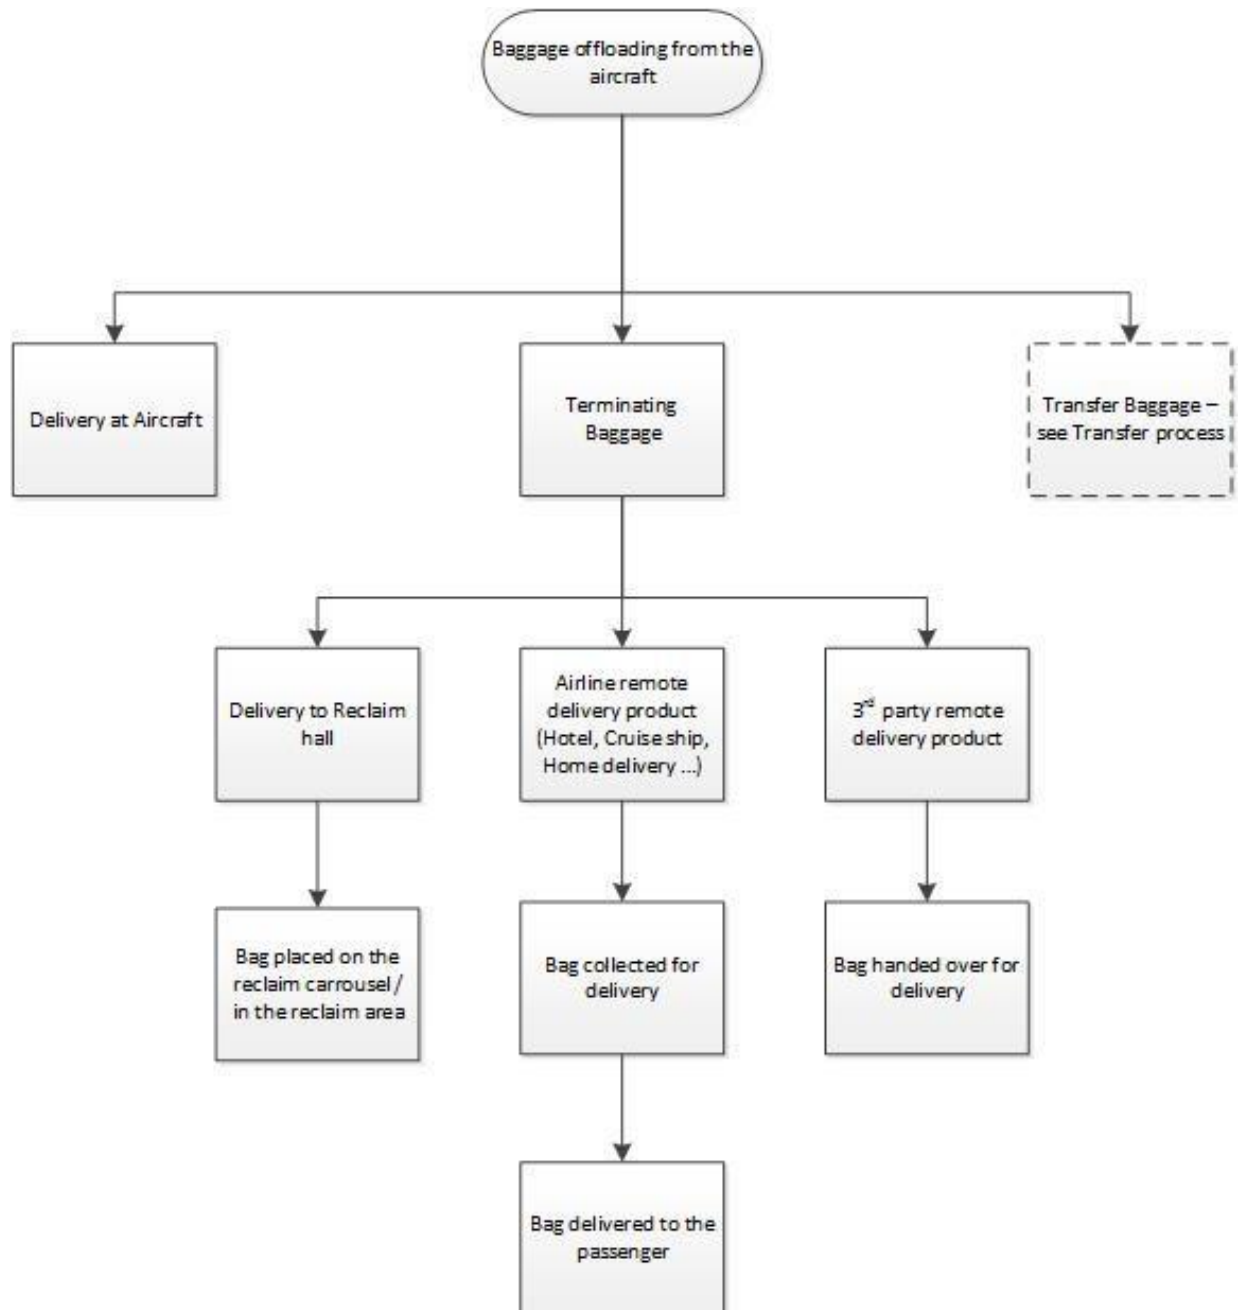 Baggage offloading from the
aircraft
Delivery at Aircraft
Terminating
Baggage
Transfer Baggage –
see Transfer process
Delivery to Reclaim
hall
Airline remote
delivery product
(Hotel, Cruise ship,
Home delivery ...)
3rd party remote
delivery product
Bag placed on the
reclaim carrousel /
in the reclaim area
Bag collected for
delivery
Bag handed over for
delivery
Bag delivered to the
passenger